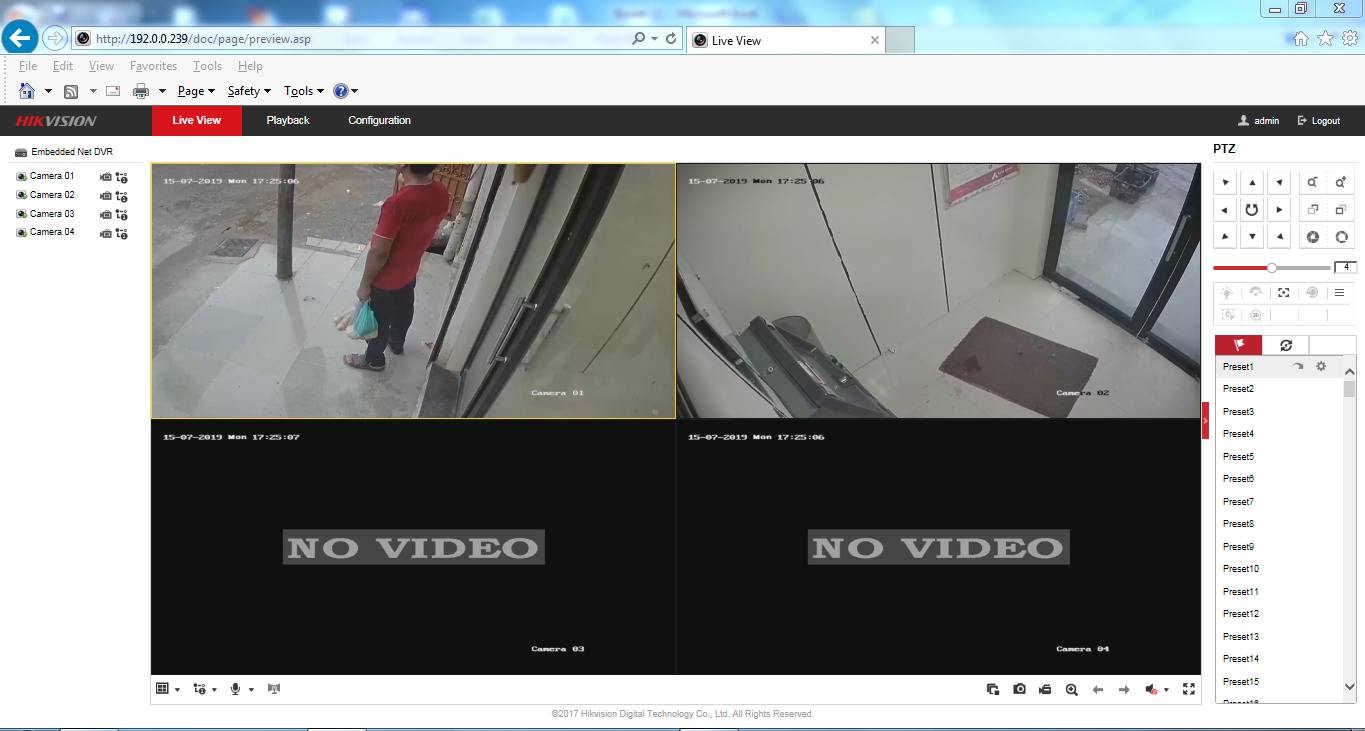 http://192.0.0.239/doc/page/preview.asp
Live View
File Edit View Favorites Tools Help
Page Safety Tools
HIKVISION
Live View Playback Configuration
admin Logout
Embedded Net DVR
Camera 01
Camera 02
Camera 03
Camera 04
15-07-2019 Mon 17:25:06
Camera 01
15-07-2019 Mon 17:25:06
Camera 02
15-07-2019 Mon 17:25:07
NO VIDEO
Camera 03
15-07-2019 Mon 17:25:06
NO VIDEO
Camera 04
PTZ
4
3D
Preset1
Preset2
Preset3
Preset4
Preset5
Preset6
Preset7
Preset8
Preset9
Preset10
Preset11
Preset12
Preset13
Preset14
Preset15
Preset16
©2017 Hikvision Digital Technology Co., Ltd. All Rights Reserved.